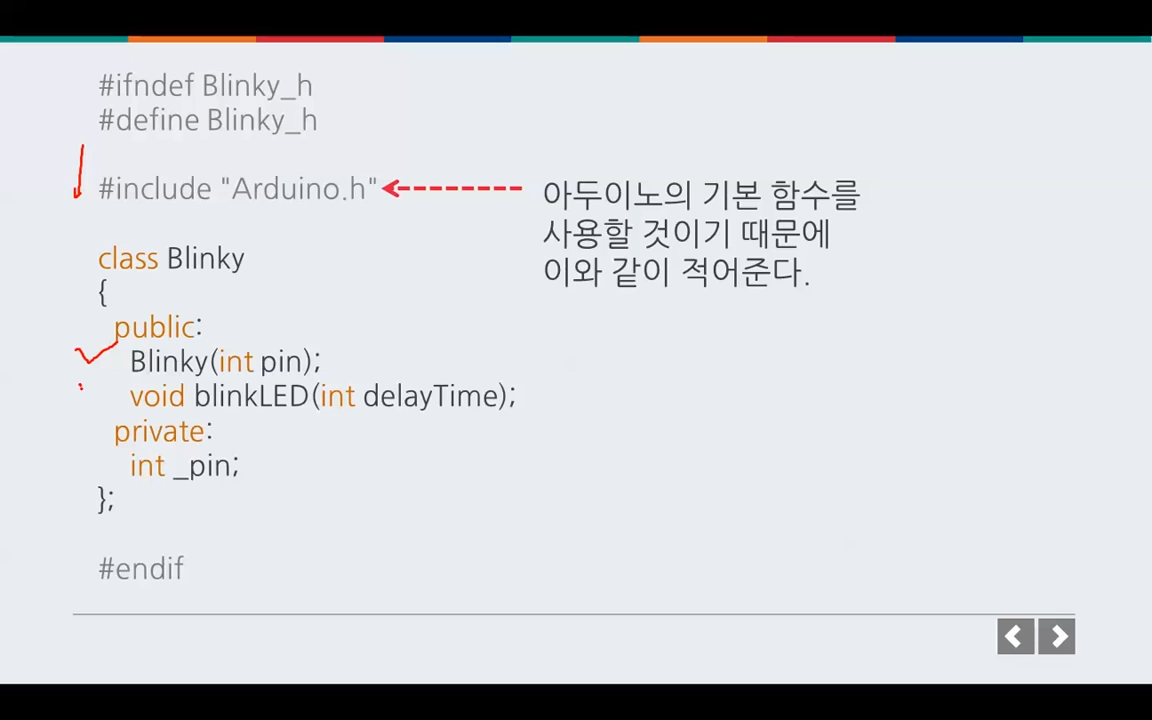 #ifndef Blinky_h
#define Blinky_h
#include "Arduino.h"
아두이노의 기본 함수를
사용할 것이기 때문에
이와 같이 적어준다.
class Blinky
{
public:
Blinky(int pin);
void blinkLED(int delayTime);
private:
int _pin;
};
#endif